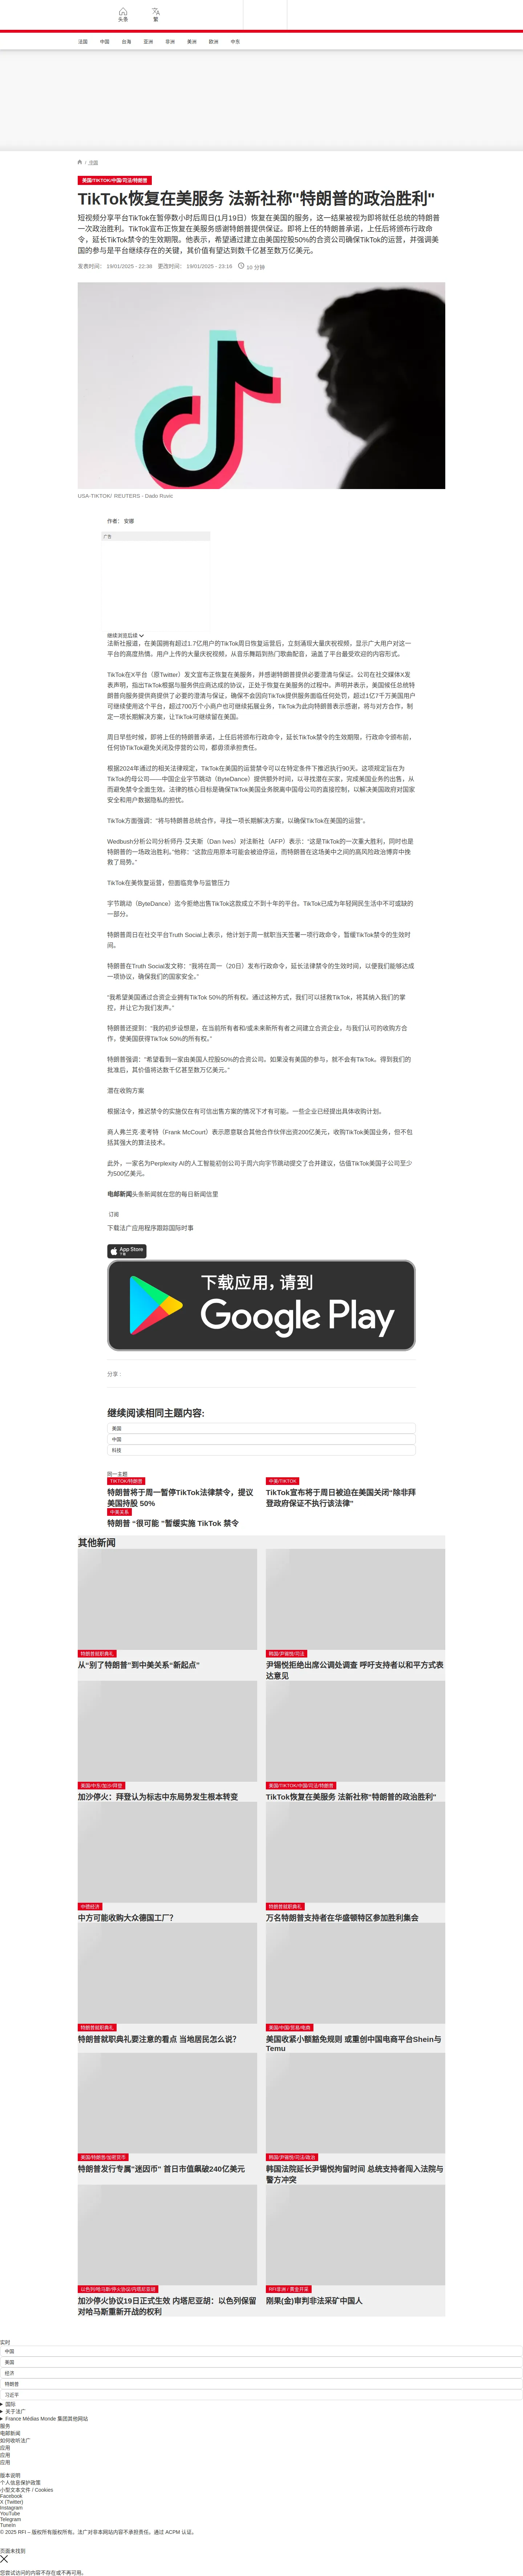 头条
繁
法国
中国
台海
亚洲
非洲
美洲
欧洲
中东
/ 中国
美国/TIKTOK/中国/司法/特朗普
TikTok恢复在美服务 法新社称"特朗普的政治胜利"
短视频分享平台TikTok在暂停数小时后周日(1月19日）恢复在美国的服务，这一结果被视为即将就任总统的特朗普
一次政治胜利。TikTok宣布正恢复在美服务感谢特朗普提供保证。即将上任的特朗普承诺，上任后将颁布行政命
令，延长TikTok禁令的生效期限。他表示，希望通过建立由美国控股50%的合资公司确保TikTok的运营，并强调美
国的参与是平台继续存在的关键，其价值有望达到数千亿甚至数万亿美元。
发表时间： 19/01/2025 - 22:38 更改时间： 19/01/2025 - 23:16 10 分钟
USA-TIKTOK/ REUTERS - Dado Ruvic
作者： 安娜
广告
继续浏览后续
法新社报道，在美国拥有超过1.7亿用户的TikTok周日恢复运营后，立刻涌现大量庆祝视频，显示广大用户对这一
平台的高度热情。用户上传的大量庆祝视频，从音乐舞蹈到热门歌曲配音，涵盖了平台最受欢迎的内容形式。
TikTok在X平台（原Twitter）发文宣布正恢复在美服务，并感谢特朗普提供必要澄清与保证。公司在社交媒体X发
表声明，指出TikTok根据与服务供应商达成的协议，正处于恢复在美服务的过程中。声明并表示，美国候任总统特
朗普向服务提供商提供了必要的澄清与保证，确保不会因向TikTok提供服务面临任何处罚，超过1亿7千万美国用户
可继续使用这个平台，超过700万个小商户也可继续拓展业务，TikTok为此向特朗普表示感谢，将与对方合作，制
定一项长期解决方案，让TikTok可继续留在美国。
周日早些时候，即将上任的特朗普承诺，上任后将颁布行政命令，延长TikTok禁令的生效期限，行政命令颁布前，
任何协TikTok避免关闭及停营的公司，都毋须承担责任。
根据2024年通过的相关法律规定，TikTok在美国的运营禁令可以在特定条件下推迟执行90天。这项规定旨在为
TikTok的母公司——中国企业字节跳动（ByteDance）提供额外时间，以寻找潜在买家，完成美国业务的出售，从
而避免禁令全面生效。法律的核心目标是确保TikTok美国业务脱离中国母公司的直接控制，以解决美国政府对国家
安全和用户数据隐私的担忧。
TikTok方面强调："将与特朗普总统合作，寻找一项长期解决方案，以确保TikTok在美国的运营"。
Wedbush分析公司分析师丹·艾夫斯（Dan Ives）对法新社（AFP）表示："这是TikTok的一次重大胜利，同时也是
特朗普的一场政治胜利。"他称："这款应用原本可能会被迫停运，而特朗普在这场美中之间的高风险政治博弈中挽
救了局势。"
TikTok在美恢复运营，但面临竞争与监管压力
字节跳动（ByteDance）迄今拒绝出售TikTok这款成立不到十年的平台。TikTok已成为年轻网民生活中不可或缺的
一部分。
特朗普周日在社交平台Truth Social上表示，他计划于周一就职当天签署一项行政命令，暂缓TikTok禁令的生效时
间。
特朗普在Truth Social发文称："我将在周一（20日）发布行政命令，延长法律禁令的生效时间，以便我们能够达成
一项协议，确保我们的国家安全。"
"我希望美国通过合资企业拥有TikTok 50%的所有权。通过这种方式，我们可以拯救TikTok，将其纳入我们的掌
控，并让它为我们发声。"
特朗普还提到："我的初步设想是，在当前所有者和/或未来新所有者之间建立合资企业，与我们认可的收购方合
作，使美国获得TikTok 50%的所有权。"
特朗普强调："希望看到一家由美国人控股50%的合资公司。如果没有美国的参与，就不会有TikTok。得到我们的
批准后，其价值将达数千亿甚至数万亿美元。"
潜在收购方案
根据法令，推迟禁令的实施仅在有可信出售方案的情况下才有可能。一些企业已经提出具体收购计划。
商人弗兰克·麦考特（Frank McCourt）表示愿意联合其他合作伙伴出资200亿美元，收购TikTok美国业务，但不包
括其强大的算法技术。
此外，一家名为Perplexity AI的人工智能初创公司于周六向字节跳动提交了合并建议，估值TikTok美国子公司至少
为500亿美元。
电邮新闻头条新闻就在您的每日新闻信里
订阅
下载法广应用程序跟踪国际时事
App Store
下载
下载应用，请到
Google Play
分享 :
继续阅读相同主题内容:
美国
中国
科技
同一主题
TIKTOK/特朗普
特朗普将于周一暂停TikTok法律禁令，提议
美国持股 50%
中美/TIKTOK
TikTok宣布将于周日被迫在美国关闭"除非拜
登政府保证不执行该法律"
中美关系
特朗普 "很可能 "暂缓实施 TikTok 禁令
其他新闻
特朗普就职典礼
从"别了特朗普"到中美关系"新起点"
韩国/尹锡悦/司法
尹锡悦拒绝出席公调处调查 呼吁支持者以和平方式表
达意见
美国/中东/加沙/拜登
加沙停火：拜登认为标志中东局势发生根本转变
美国/TIKTOK/中国/司法/特朗普
TikTok恢复在美服务 法新社称"特朗普的政治胜利"
中德经济
中方可能收购大众德国工厂？
特朗普就职典礼
万名特朗普支持者在华盛顿特区参加胜利集会
特朗普就职典礼
特朗普就职典礼要注意的看点 当地居民怎么说？
美国/中国/贸易/电商
美国收紧小额豁免规则 或重创中国电商平台Shein与
Temu
美国/特朗普/加密货币
特朗普发行专属"迷因币" 首日市值飙破240亿美元
韩国/尹锡悦/司法/政治
韩国法院延长尹锡悦拘留时间 总统支持者闯入法院与
警方冲突
以色列/哈马斯/停火协议/内塔尼亚胡
加沙停火协议19日正式生效 内塔尼亚胡：以色列保留
对哈马斯重新开战的权利
RFI非洲 / 黄金开采
刚果(金)审判非法采矿中国人
实时
中国
美国
经济
特朗普
习近平
国际
关于法广
France Médias Monde 集团其他网站
服务
电邮新闻
如何收听法广
应用
应用
应用
版本说明
个人信息保护政策
小型文本文件 / Cookies
Facebook
X (Twitter)
Instagram
YouTube
Telegram
TuneIn
© 2025 RFI – 版权所有版权所有。法广对非本网站内容不承担责任。通过 ACPM 认证。
页面未找到
您尝试访问的内容不存在或不再可用。